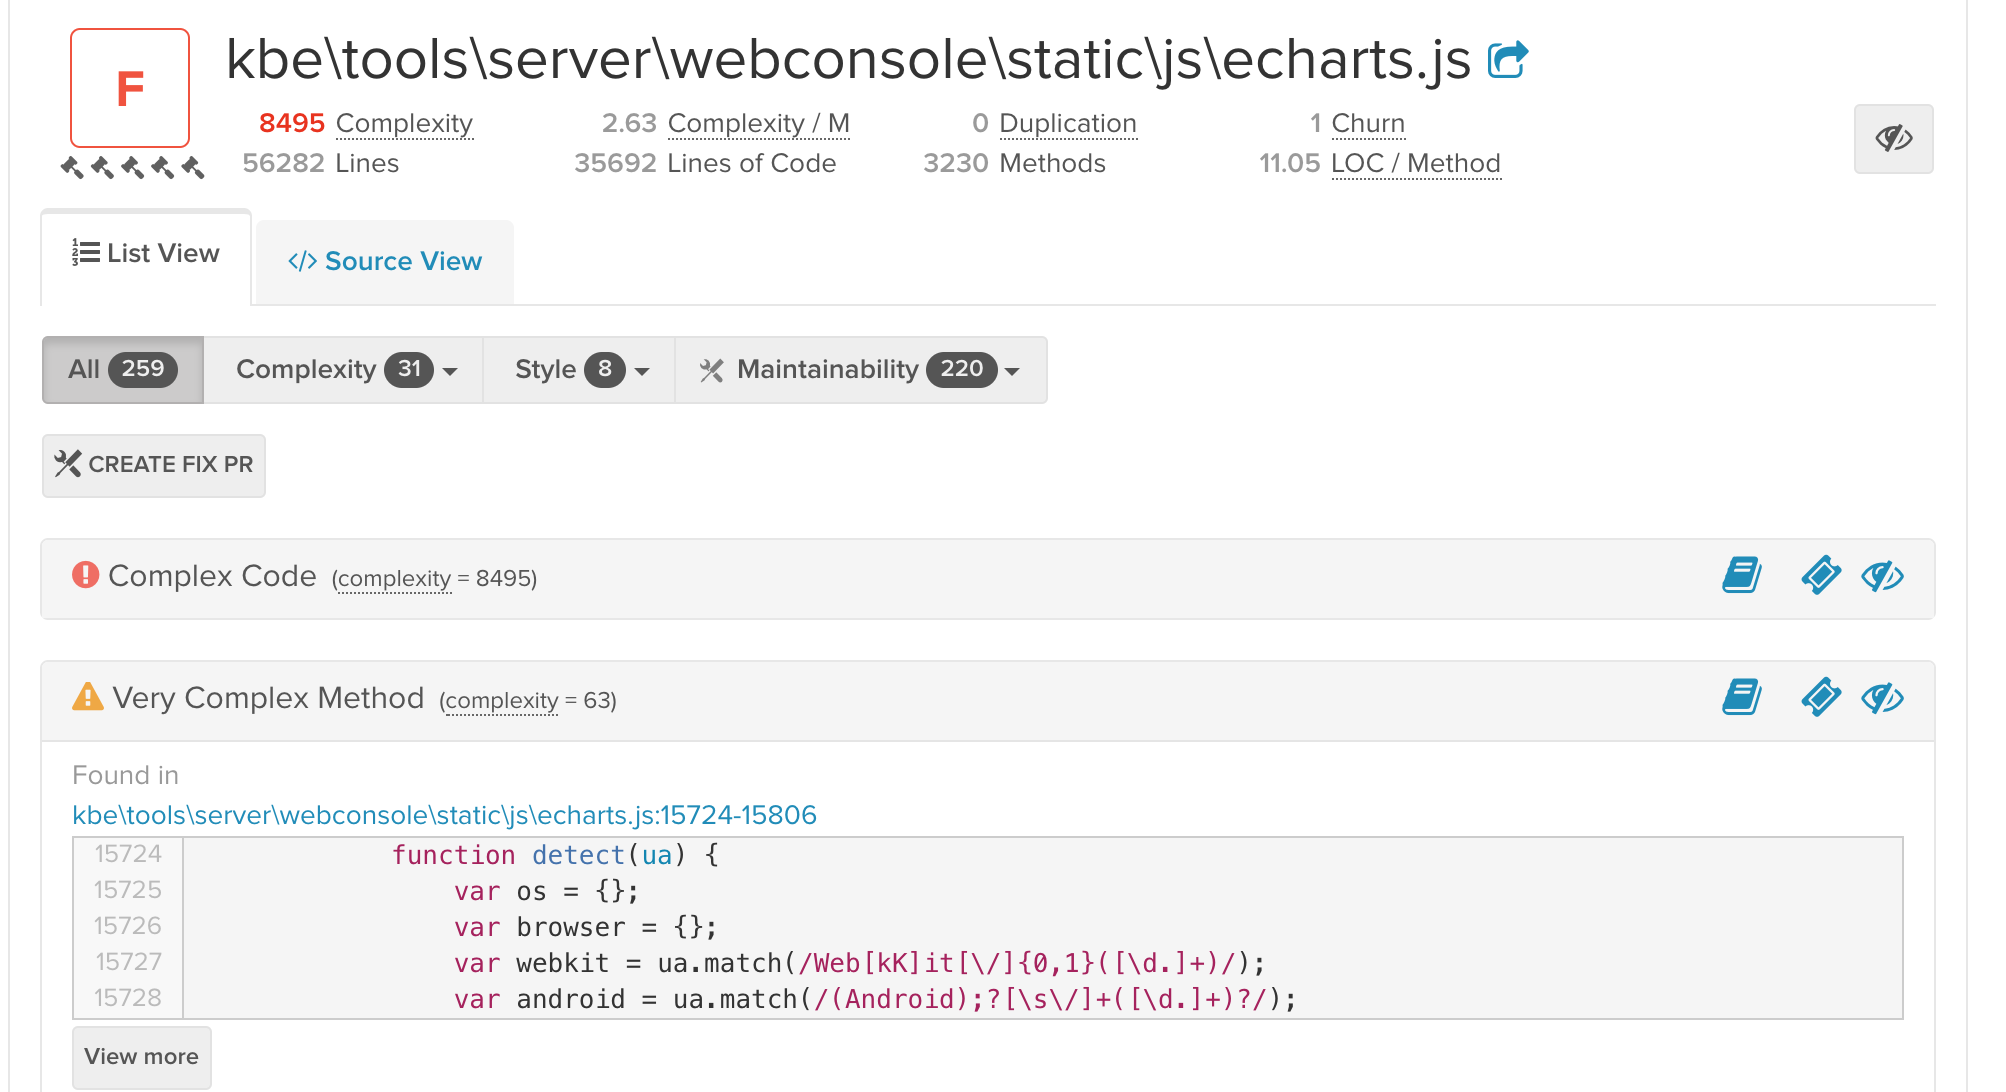 F
kbe\tools\server\webconsole\static\js\echarts.js
8495 Complexity 2.63 Complexity / M 0 Duplication 1 Churn
56282 Lines 35692 Lines of Code 3230 Methods 11.05 LOC / Method
List View </> Source View
All 259 Complexity 31 Style 8 Maintainability 220
CREATE FIX PR
Complex Code (complexity = 8495)
Very Complex Method (complexity = 63)
Found in
kbe\tools\server\webconsole\static\js\echarts.js:15724-15806
15724 function detect(ua) {
15725 var os = {};
15726 var browser = {};
15727 var webkit = ua.match(/Web[kK]it[\/]{0,1}([\d.]+)/);
15728 var android = ua.match(/(Android);?[\s\/]+([\d.]+)?/);
View more